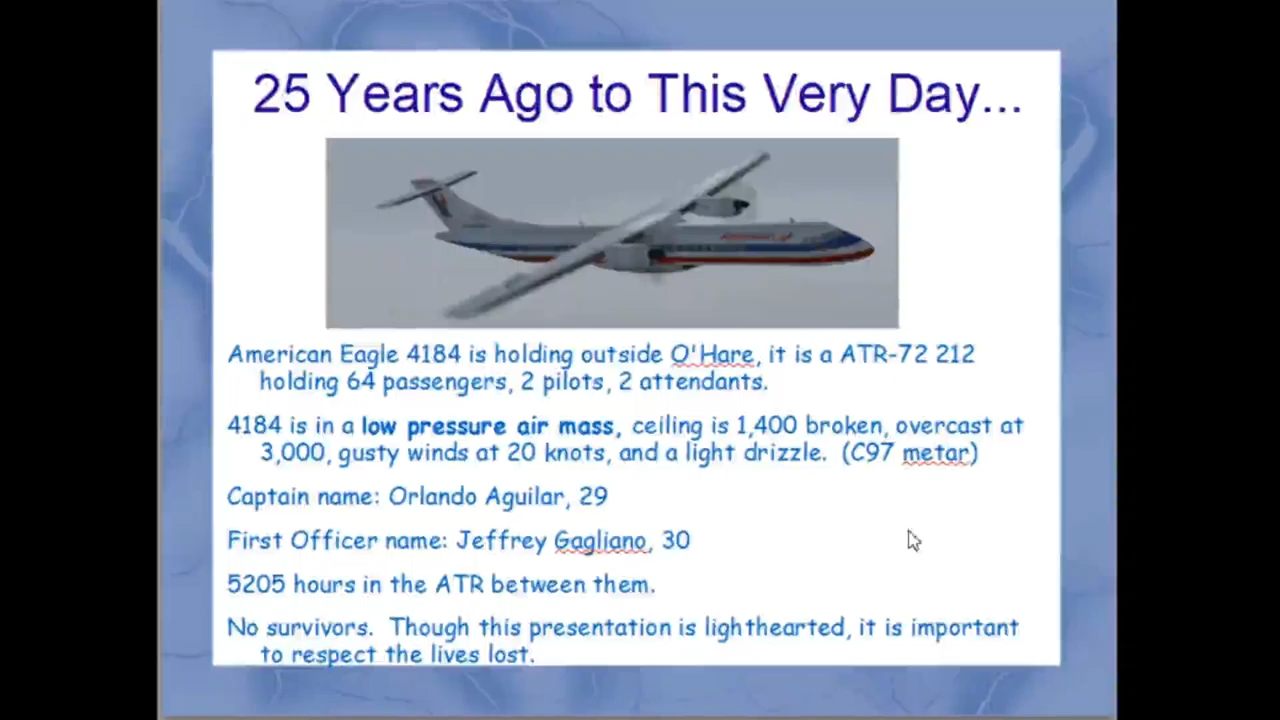 25 Years Ago to This Very Day...
American Eagle 4184 is holding outside O'Hare, it is a ATR-72 212
holding 64 passengers, 2 pilots, 2 attendants.
4184 is in a low pressure air mass, ceiling is 1,400 broken, overcast at
3,000, gusty winds at 20 knots, and a light drizzle. (C97 metar)
Captain name: Orlando Aguilar, 29
First Officer name: Jeffrey Gagliano, 30
5205 hours in the ATR between them.
No survivors. Though this presentation is lighthearted, it is important
to respect the lives lost.